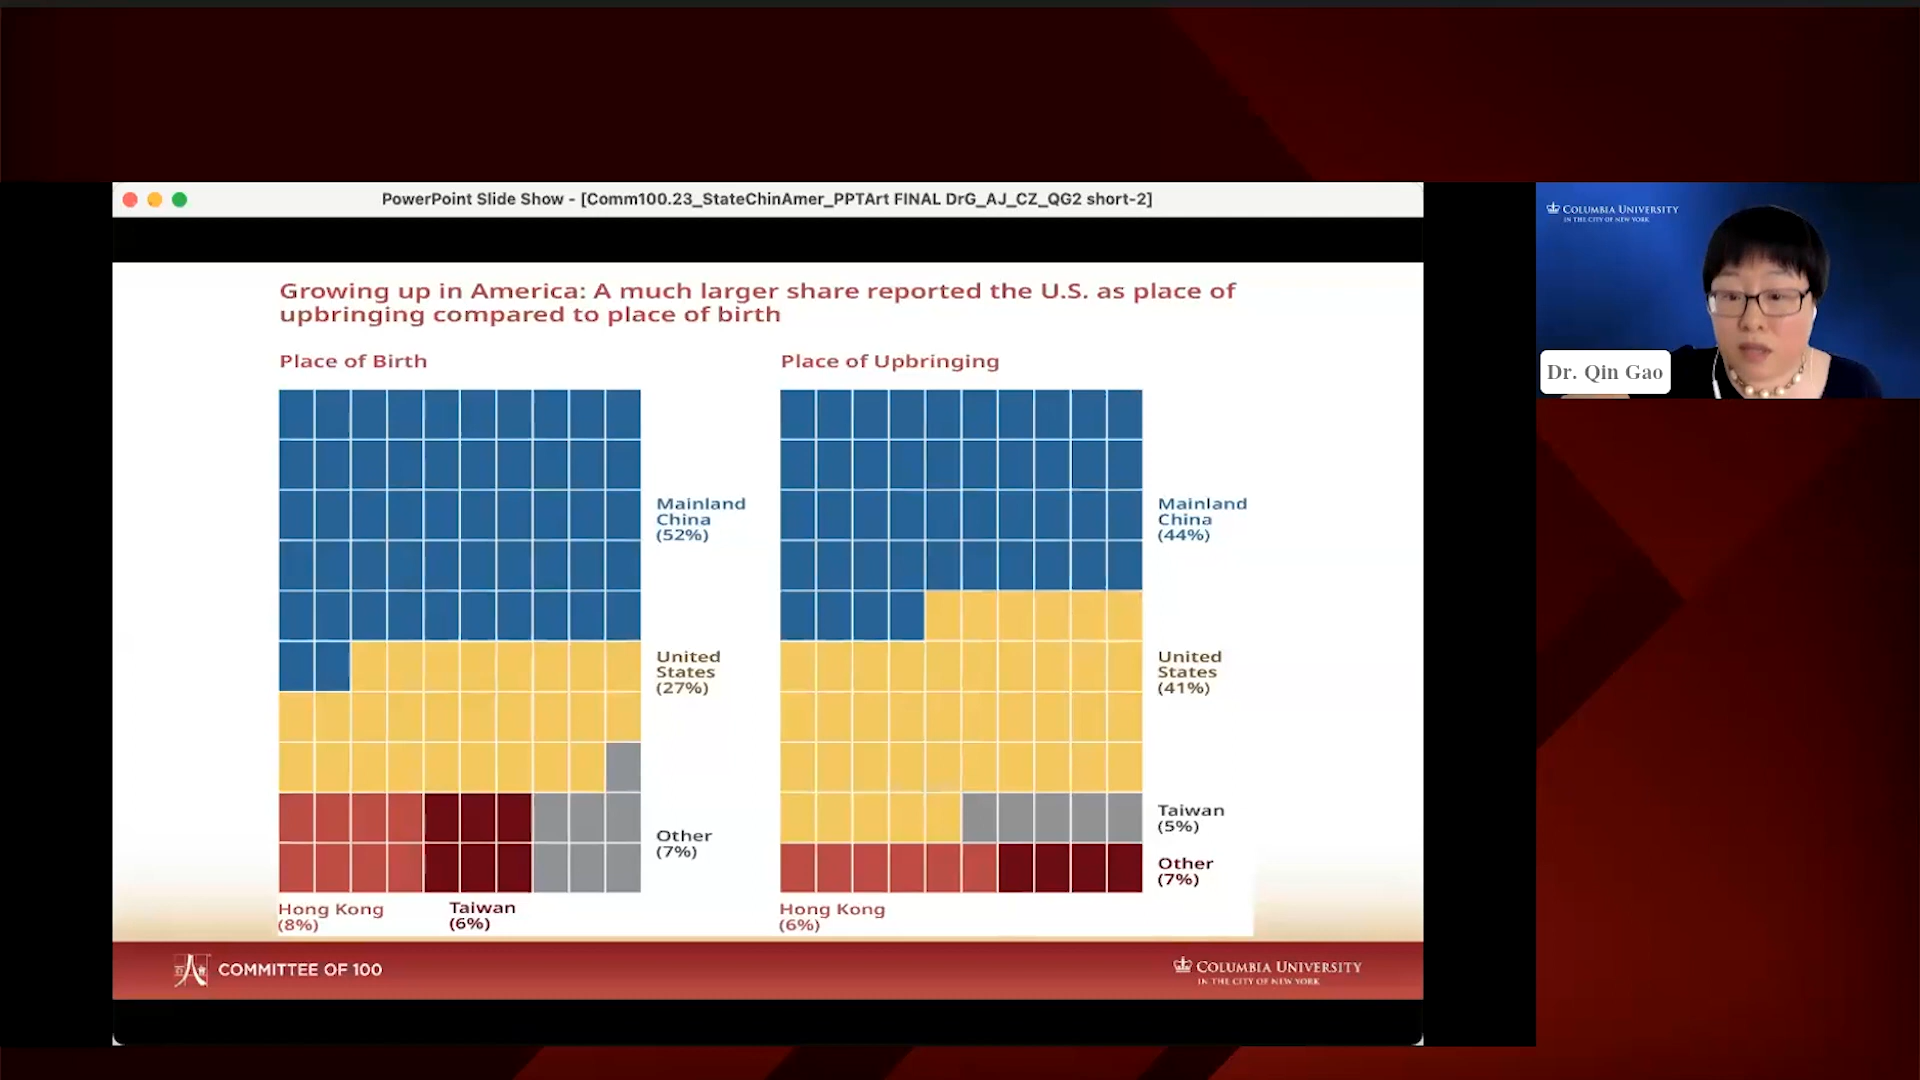 PowerPoint Slide Show - [Comm100.23_StateChinAmer_PPTArt FINAL DrG_AJ_CZ_QG2 short-2]
Growing up in America: A much larger share reported the U.S. as place of
upbringing compared to place of birth
Place of Birth
Mainland
China
(52%)
United
States
(27%)
Other
(7%)
Hong Kong
(8%)
Taiwan
(6%)
Place of Upbringing
Mainland
China
(44%)
United
States
(41%)
Taiwan
(5%)
Other
(7%)
Hong Kong
(6%)
COMMITTEE OF 100
COLUMBIA UNIVERSITY
IN THE CITY OF NEW YORK
COLUMBIA UNIVERSITY
IN THE CITY OF NEW YORK
Dr. Qin Gao